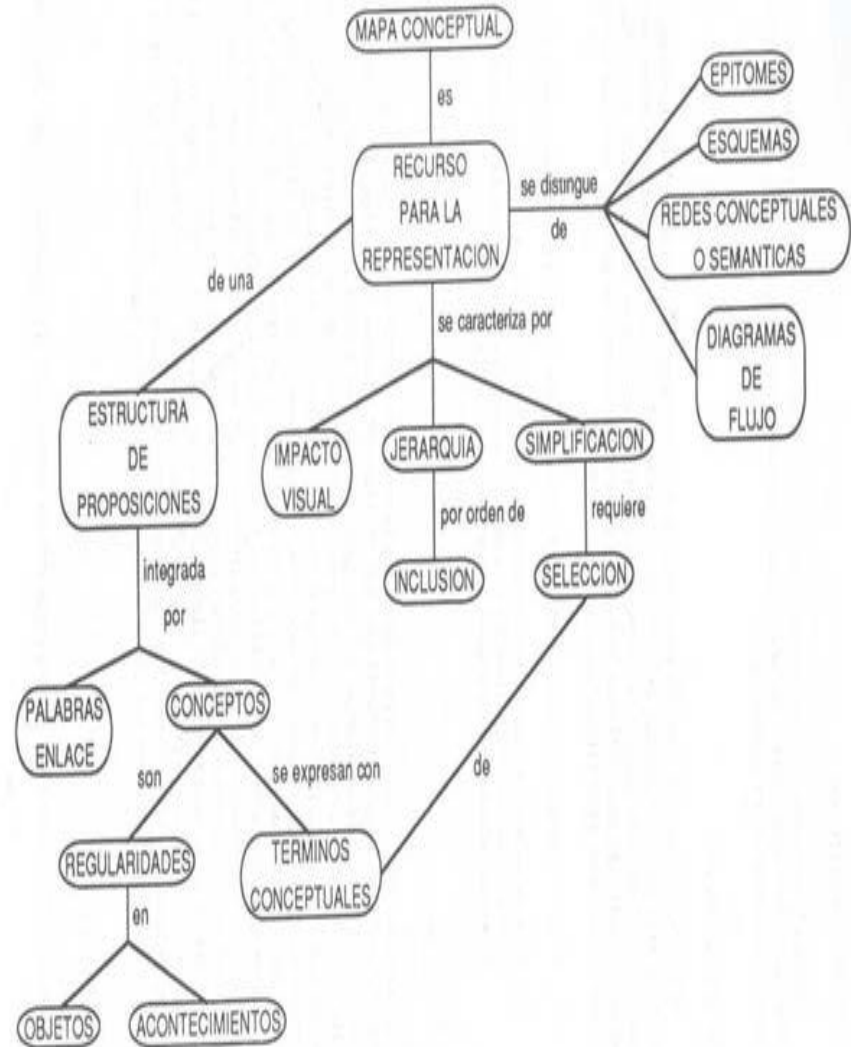 MAPA CONCEPTUAL
es
RECURSO
PARA LA
REPRESENTACION
se distingue
de
EPITOMES
ESQUEMAS
REDES CONCEPTUALES
O SEMANTICAS
DIAGRAMAS
DE
FLUJO
de una
se caracteriza por
ESTRUCTURA
DE
PROPOSICIONES
IMPACTO
VISUAL
JERARQUIA
SIMPLIFICACION
por orden de
requiere
INCLUSION
SELECCION
integrada
por
PALABRAS
ENLACE
CONCEPTOS
son
se expresan con
de
REGULARIDADES
TERMINOS
CONCEPTUALES
en
OBJETOS
ACONTECIMIENTOS